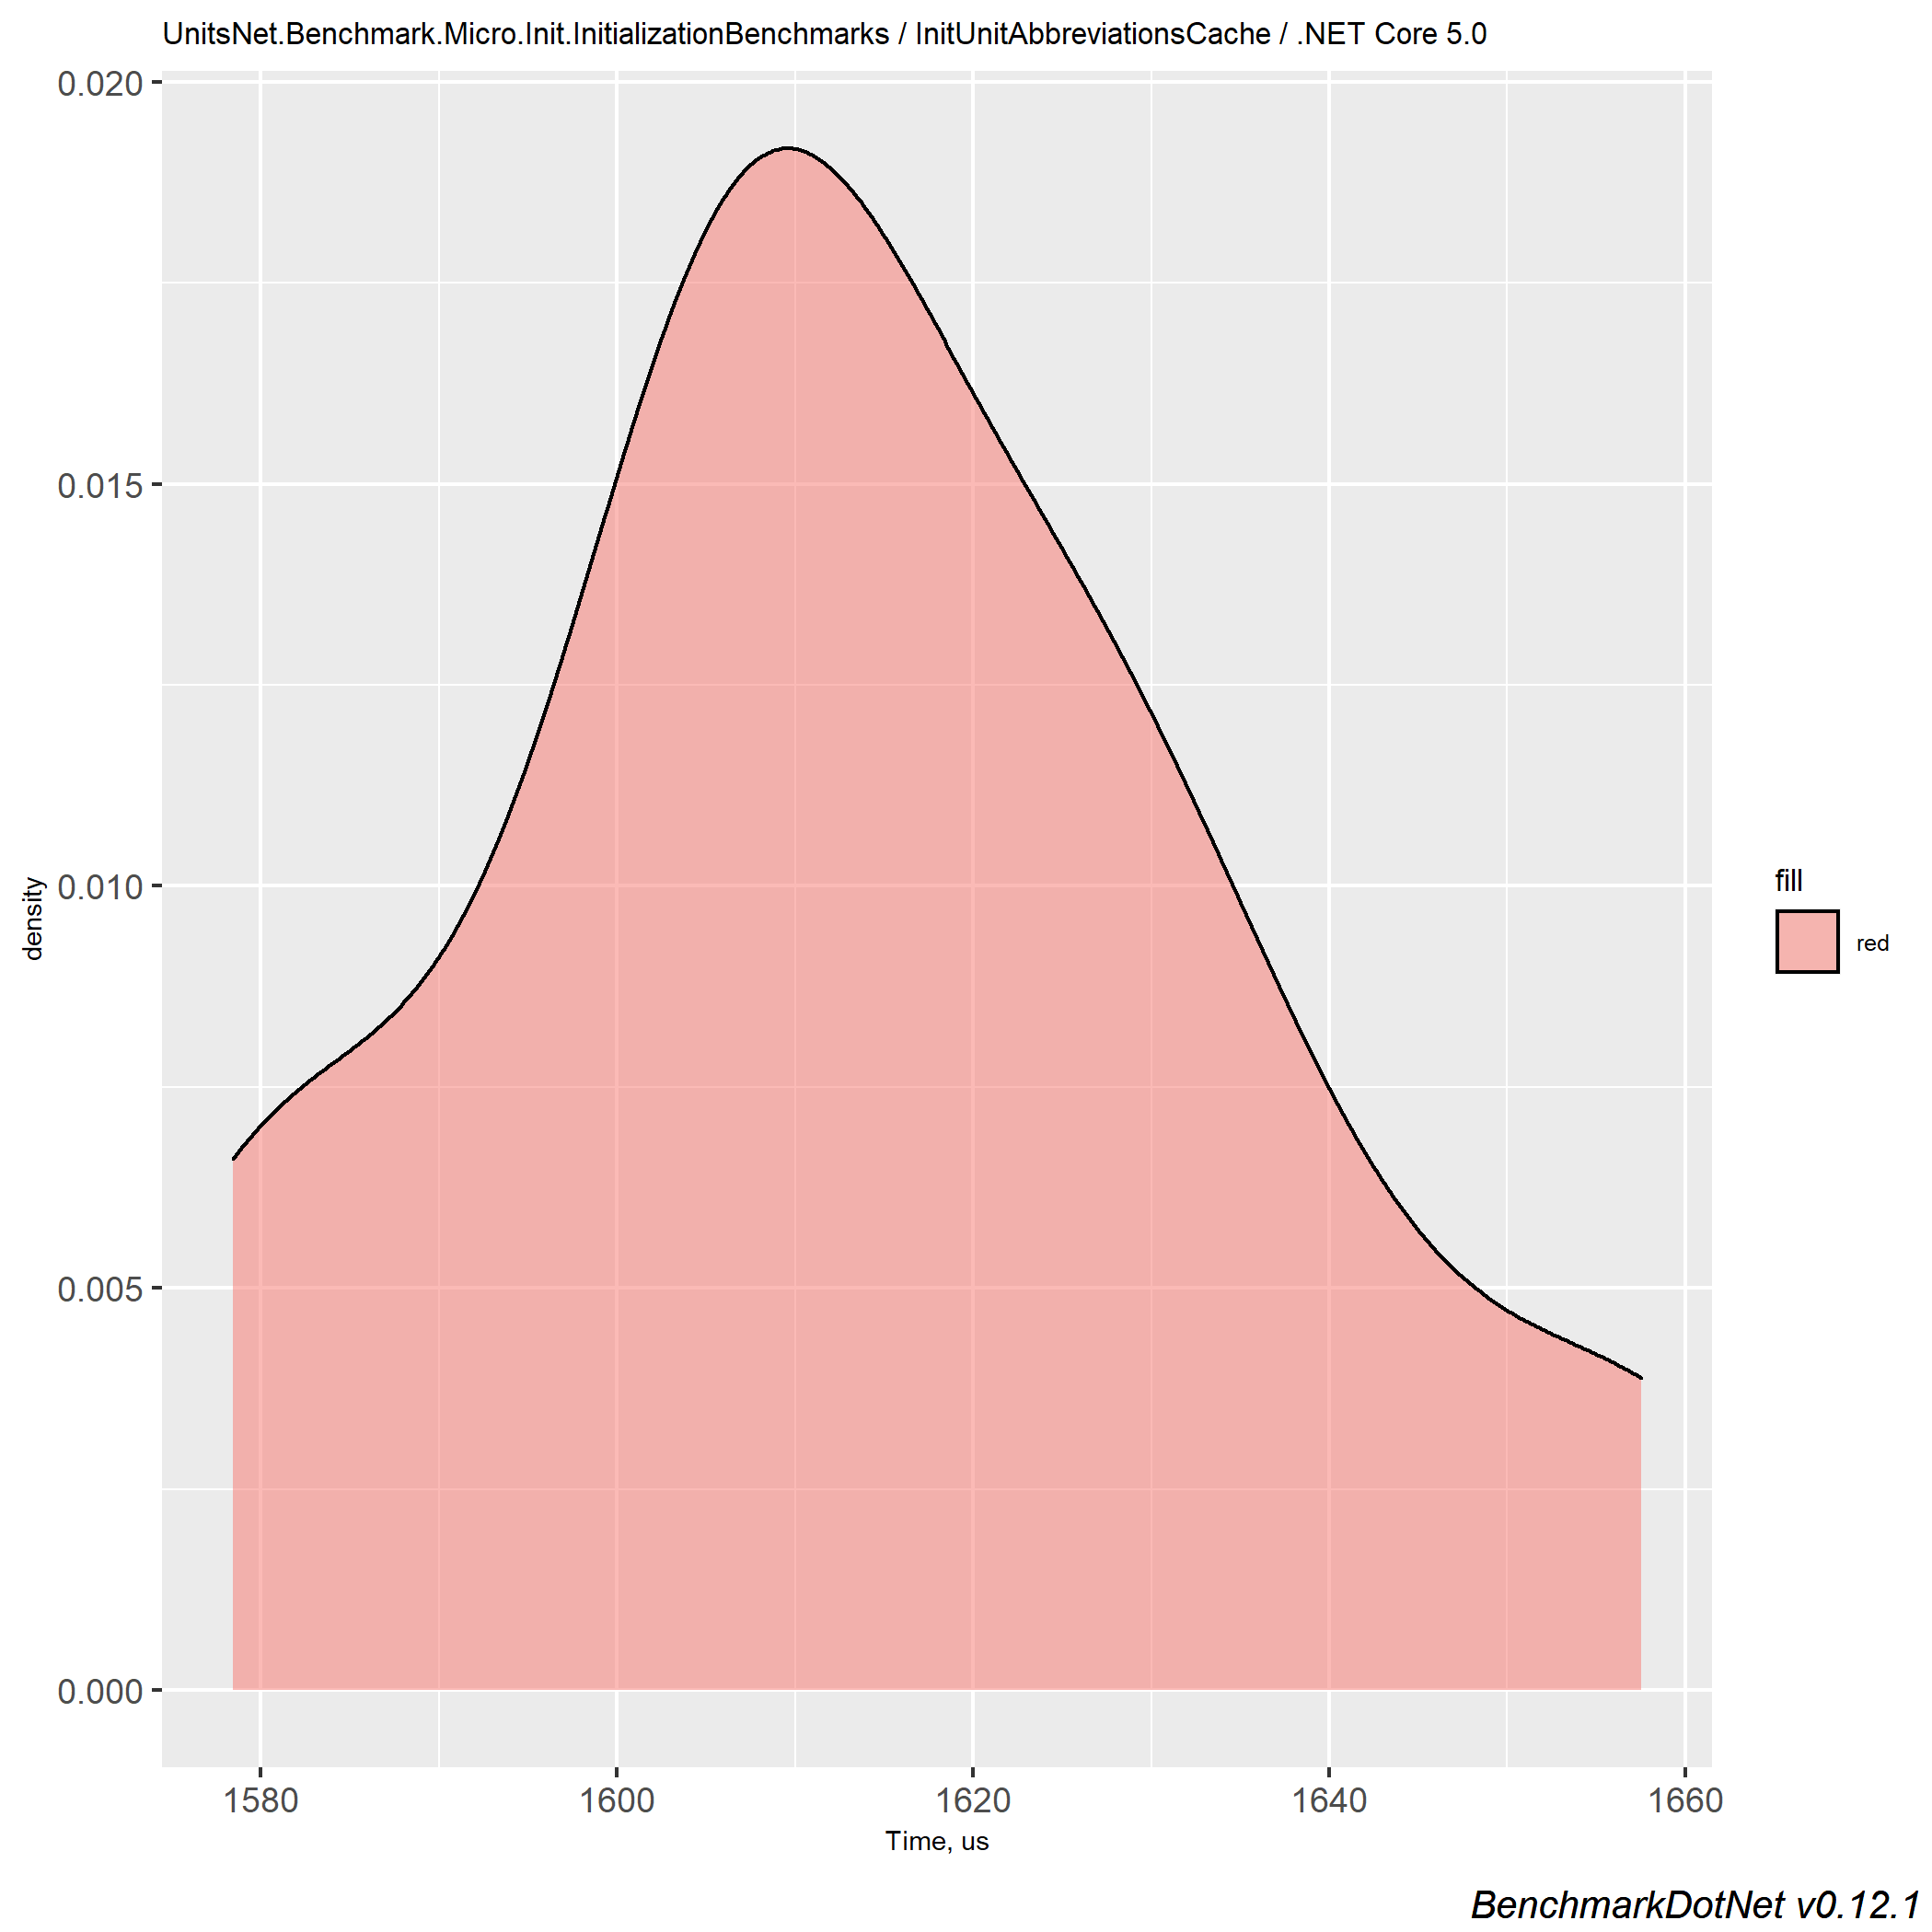 UnitsNet.Benchmark.Micro.Init.InitializationBenchmarks / InitUnitAbbreviationsCache / .NET Core 5.0
0.020
0.015
0.010
0.005
0.000
density
1580 1600 1620 1640 1660
Time, us
fill
red
BenchmarkDotNet v0.12.1